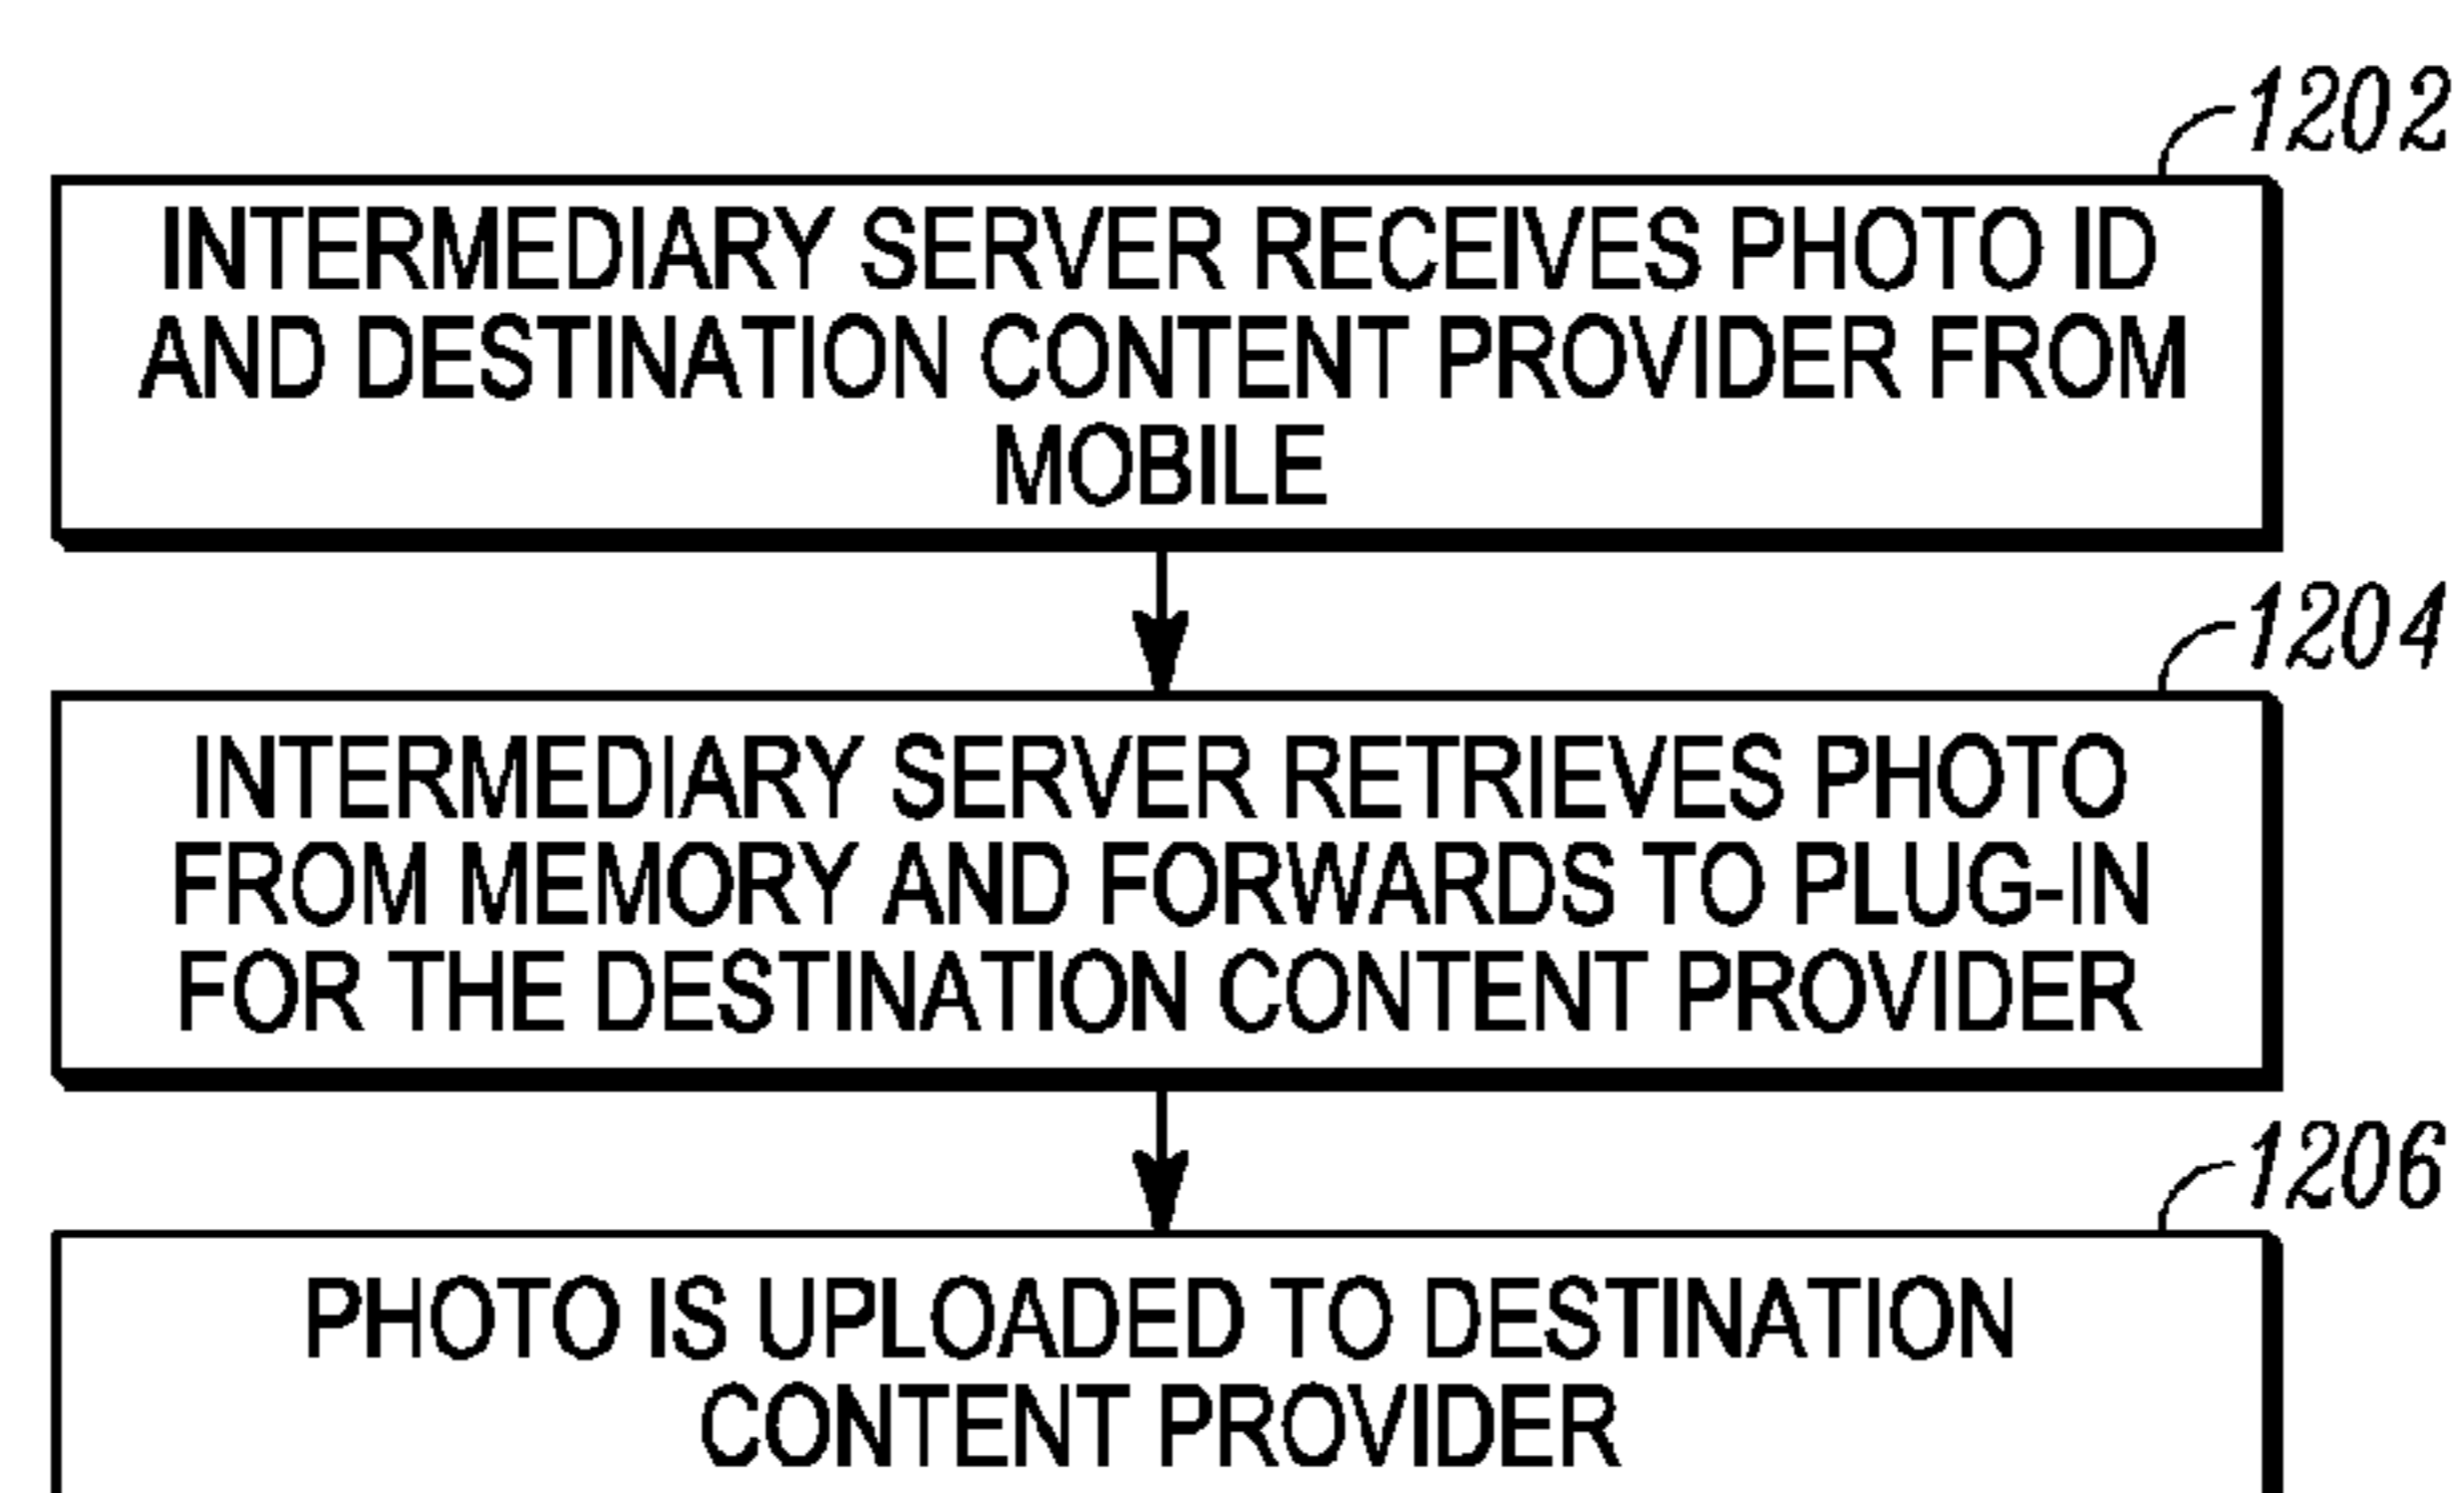 1202
INTERMEDIARY SERVER RECEIVES PHOTO ID
AND DESTINATION CONTENT PROVIDER FROM
MOBILE
1204
INTERMEDIARY SERVER RETRIEVES PHOTO
FROM MEMORY AND FORWARDS TO PLUG-IN
FOR THE DESTINATION CONTENT PROVIDER
1206
PHOTO IS UPLOADED TO DESTINATION
CONTENT PROVIDER